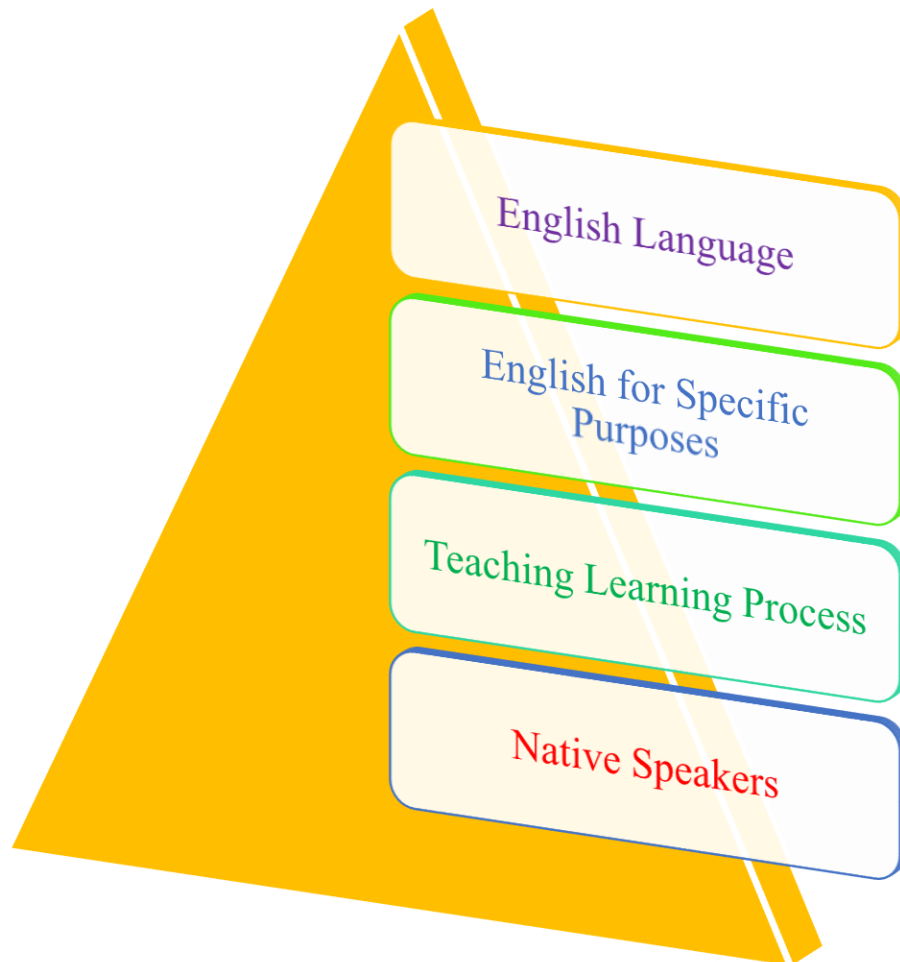 English Language
English for Specific
Purposes
Teaching Learning Process
Native Speakers